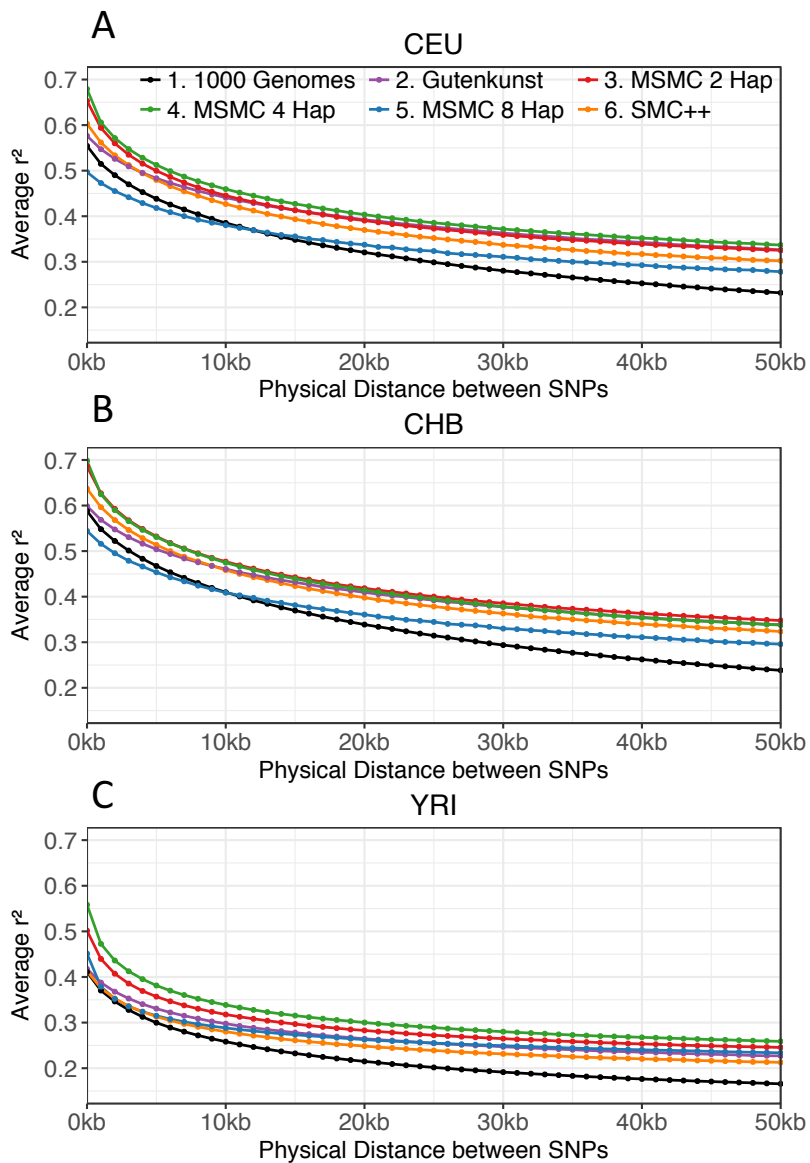 A
CEU
1. 1000 Genomes 2. Gutenkunst 3. MSMC 2 Hap
4. MSMC 4 Hap 5. MSMC 8 Hap 6. SMC++
0.7
0.6
0.5
0.4
0.3
0.2
Average r²
0kb 10kb 20kb 30kb 40kb 50kb
Physical Distance between SNPs
B
CHB
0.7
0.6
0.5
0.4
0.3
0.2
Average r²
0kb 10kb 20kb 30kb 40kb 50kb
Physical Distance between SNPs
C
YRI
0.7
0.6
0.5
0.4
0.3
0.2
Average r²
0kb 10kb 20kb 30kb 40kb 50kb
Physical Distance between SNPs